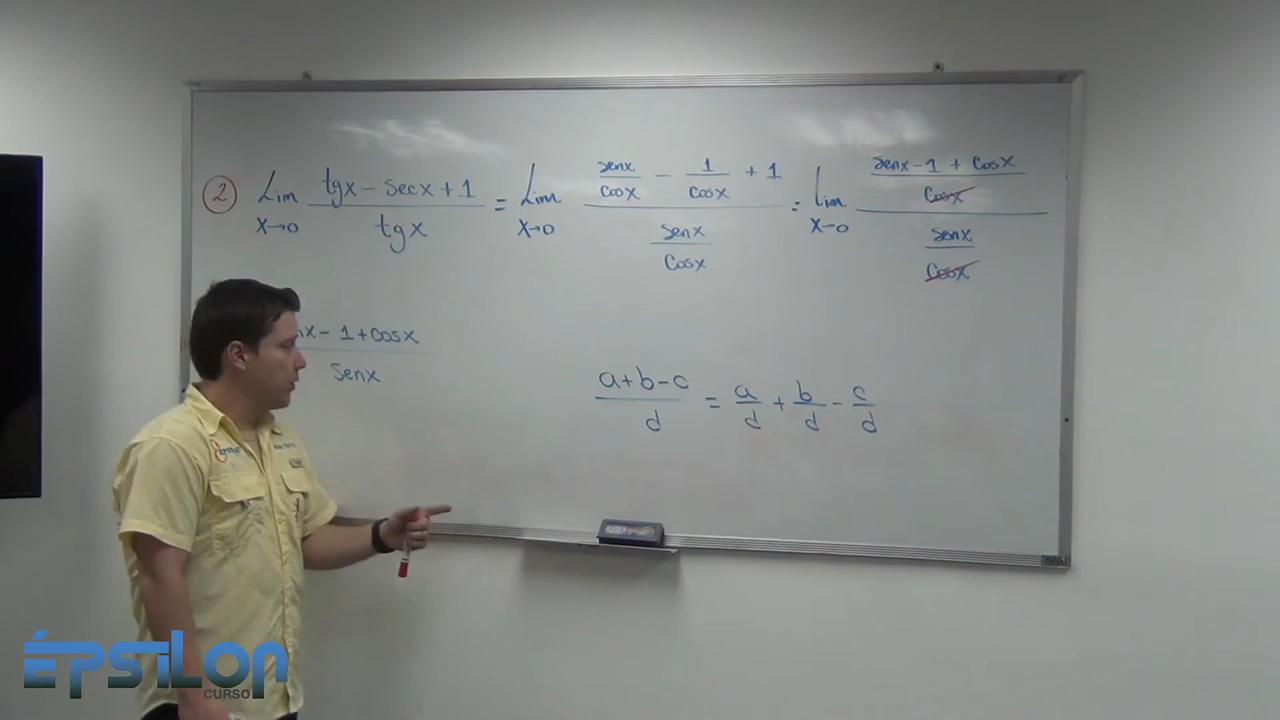 ② Lim x→0 (tgx - secx + 1)/(tgx) = Lim x→0 (senx/cosx - 1/cosx + 1)/(senx/cosx) = Lim x→0 ((senx - 1 + cosx)/cosx)/(senx/cosx)
x - 1 + cosx
senx
(a+b-c)/d = a/d + b/d - c/d
ÉPSILON
CURSO